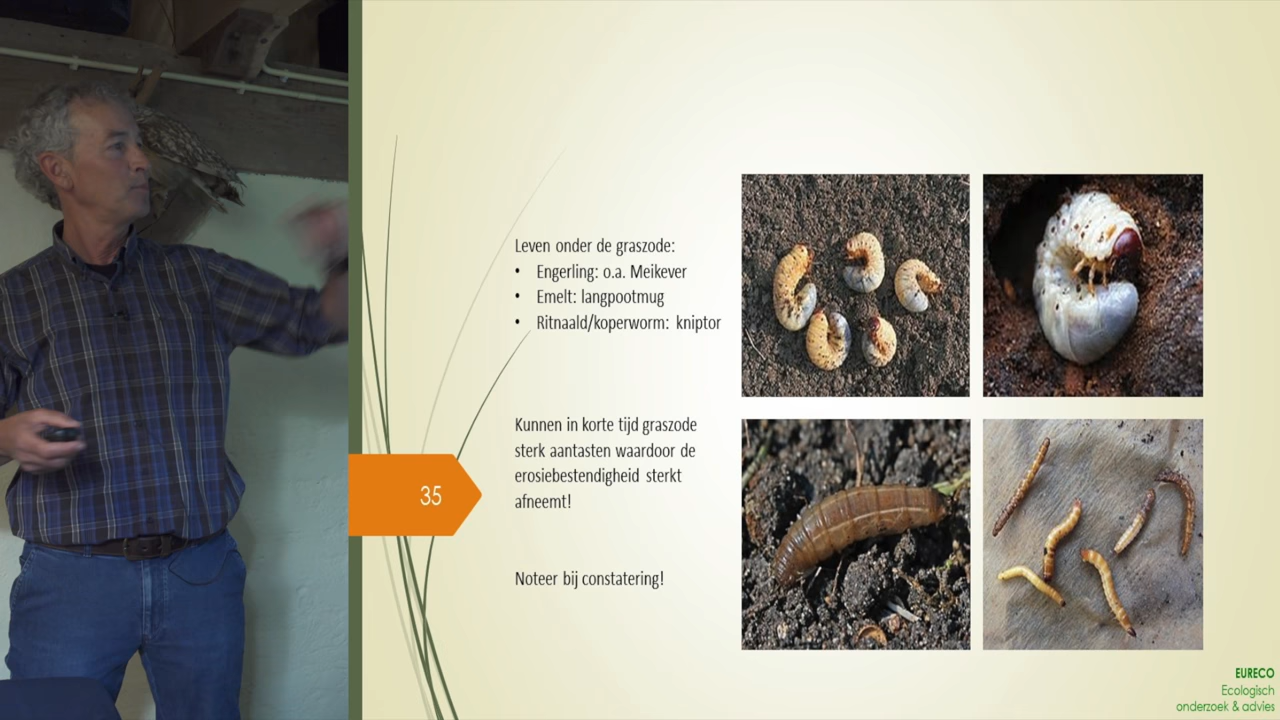 Leven onder de graszode:
• Engerling: o.a. Meikever
• Emelt: langpootmug
• Ritnaald/koperworm: kniptor
Kunnen in korte tijd graszode
sterk aantasten waardoor de
erosiebestendigheid sterkt
afneemt!
35
Noteer bij constatering!
EURECO
Ecologisch
onderzoek & advies